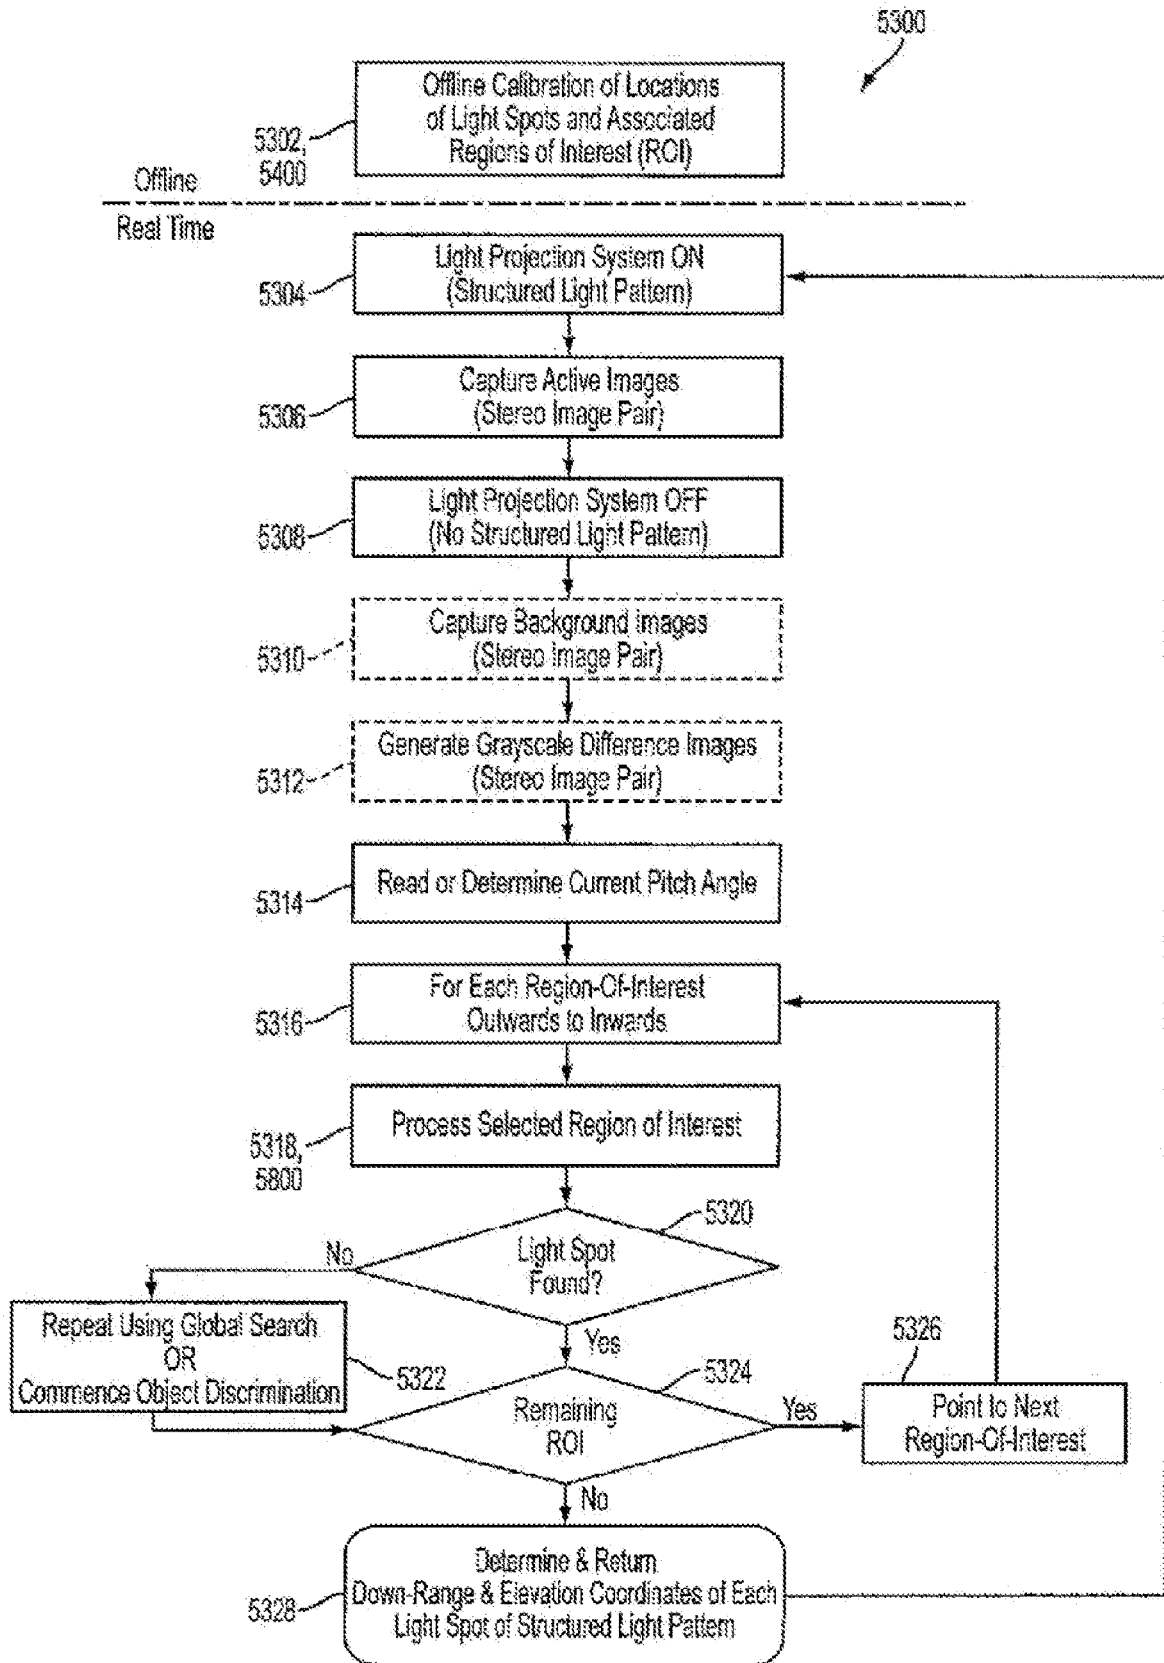 5300
Offline Calibration of Locations
of Light Spots and Associated
Regions of Interest (ROI)
5302,
5400
Offline
Real Time
Light Projection System ON
(Structured Light Pattern)
5304
Capture Active Images
(Stereo Image Pair)
5306
Light Projection System OFF
(No Structured Light Pattern)
5308
Capture Background Images
(Stereo Image Pair)
5310
Generate Grayscale Difference Images
(Stereo Image Pair)
5312
Read or Determine Current Pitch Angle
5314
For Each Region-Of-Interest
Outwards to Inwards
5316
Process Selected Region of Interest
5318,
5800
5320
Light Spot
Found?
No
Yes
Repeat Using Global Search
OR
Commence Object Discrimination
5322
5324
Remaining
ROI
Yes
5326
Point to Next
Region-Of-Interest
No
Determine & Return
Down-Range & Elevation Coordinates of Each
Light Spot of Structured Light Pattern
5328